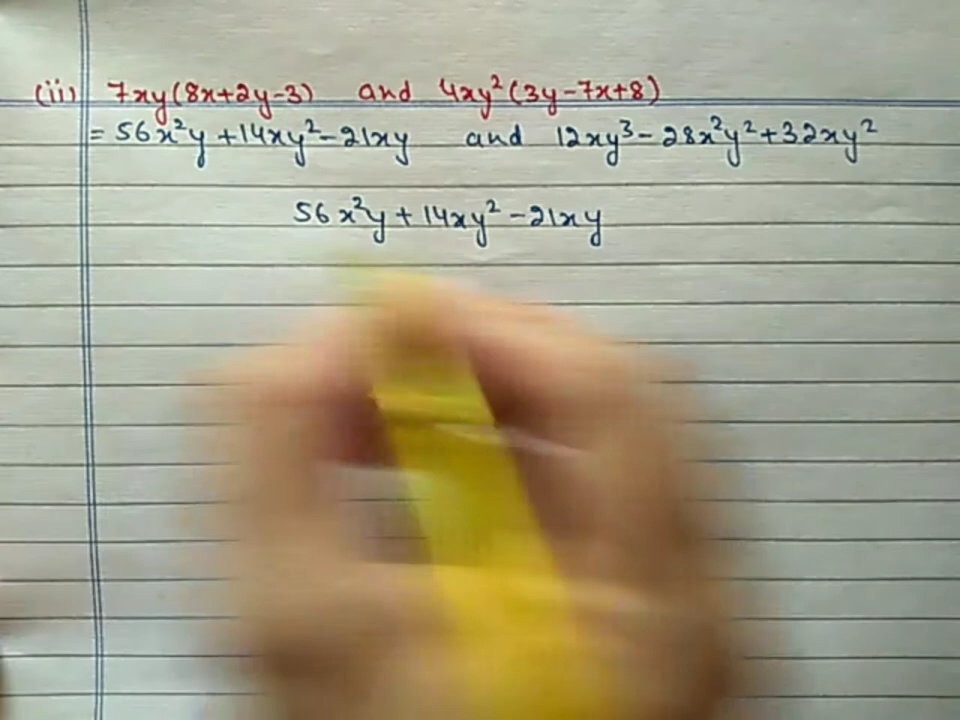 (ii) 7xy(8x+2y-3) and 4xy²(3y-7x+8)
= 56x²y +14xy²-21xy and 12xy³-28x²y²+32xy²
56x²y+14xy²-21xy